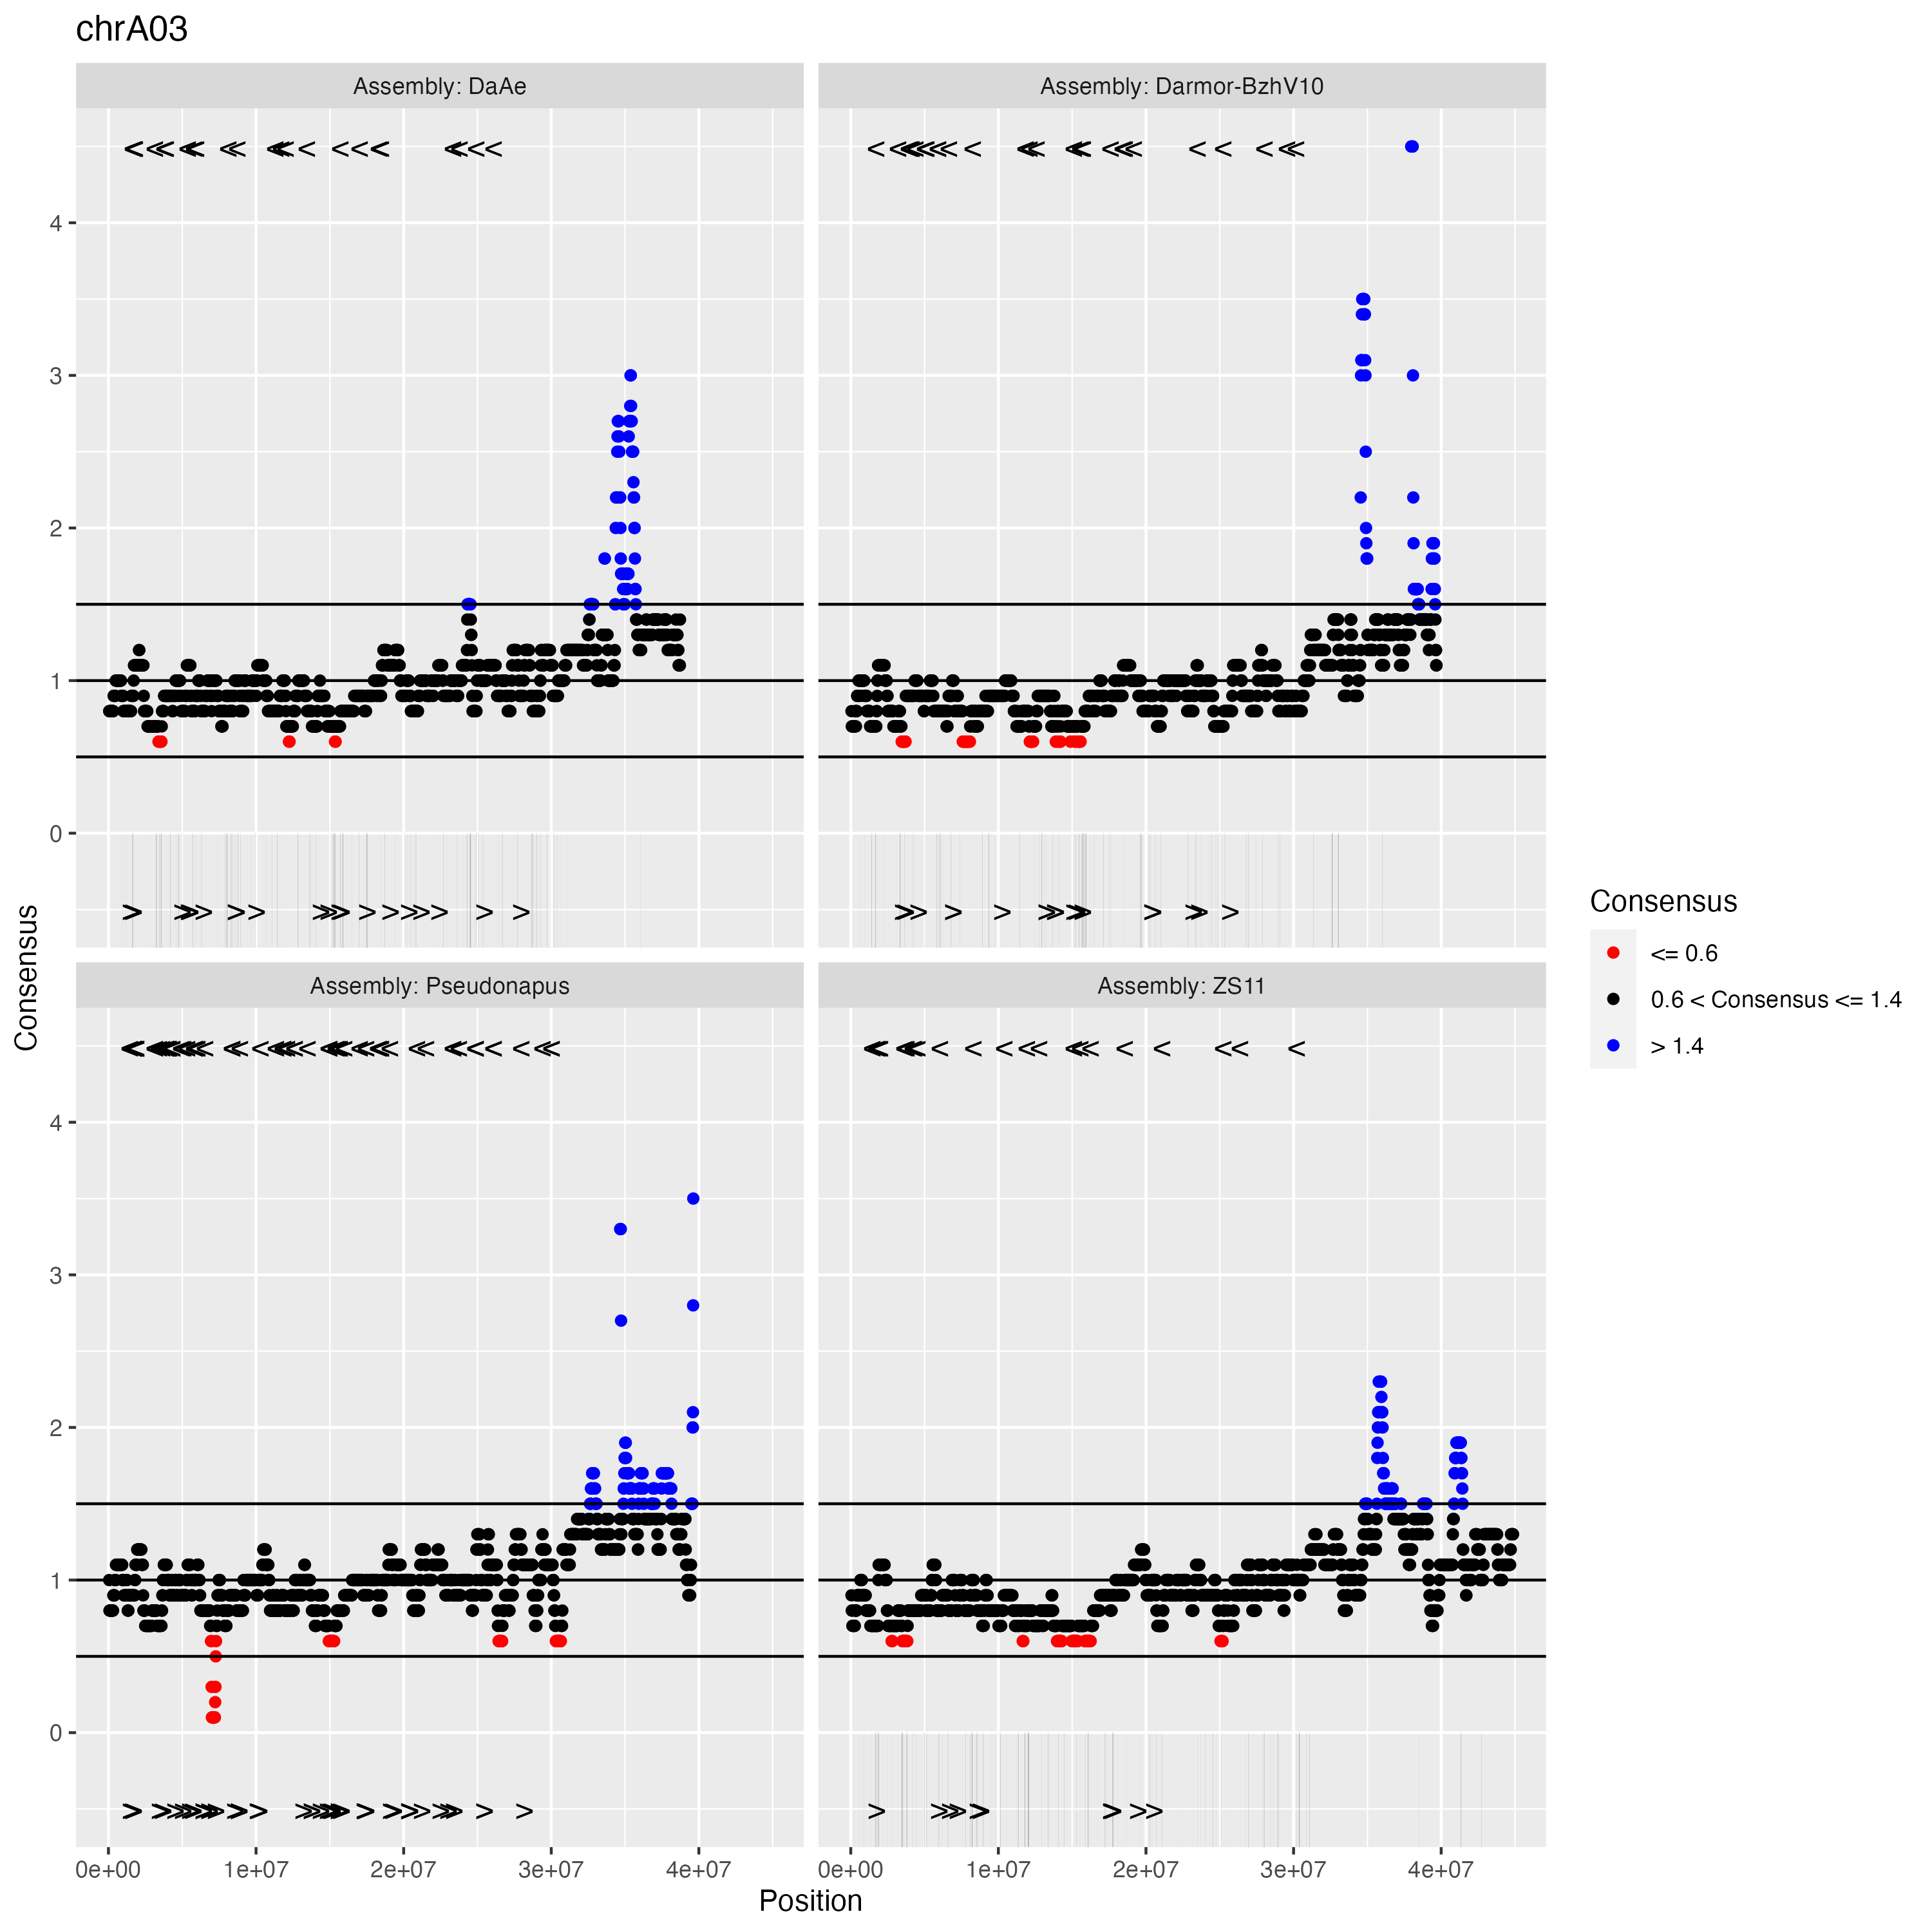 chrA03
Assembly: DaAe
Assembly: Darmor-BzhV10
4
3
2
1
0
Consensus
Assembly: Pseudonapus
Assembly: ZS11
4
3
2
1
0
0e+00 1e+07 2e+07 3e+07 4e+07
0e+00 1e+07 2e+07 3e+07 4e+07
Position
Consensus
<= 0.6
0.6 < Consensus <= 1.4
> 1.4